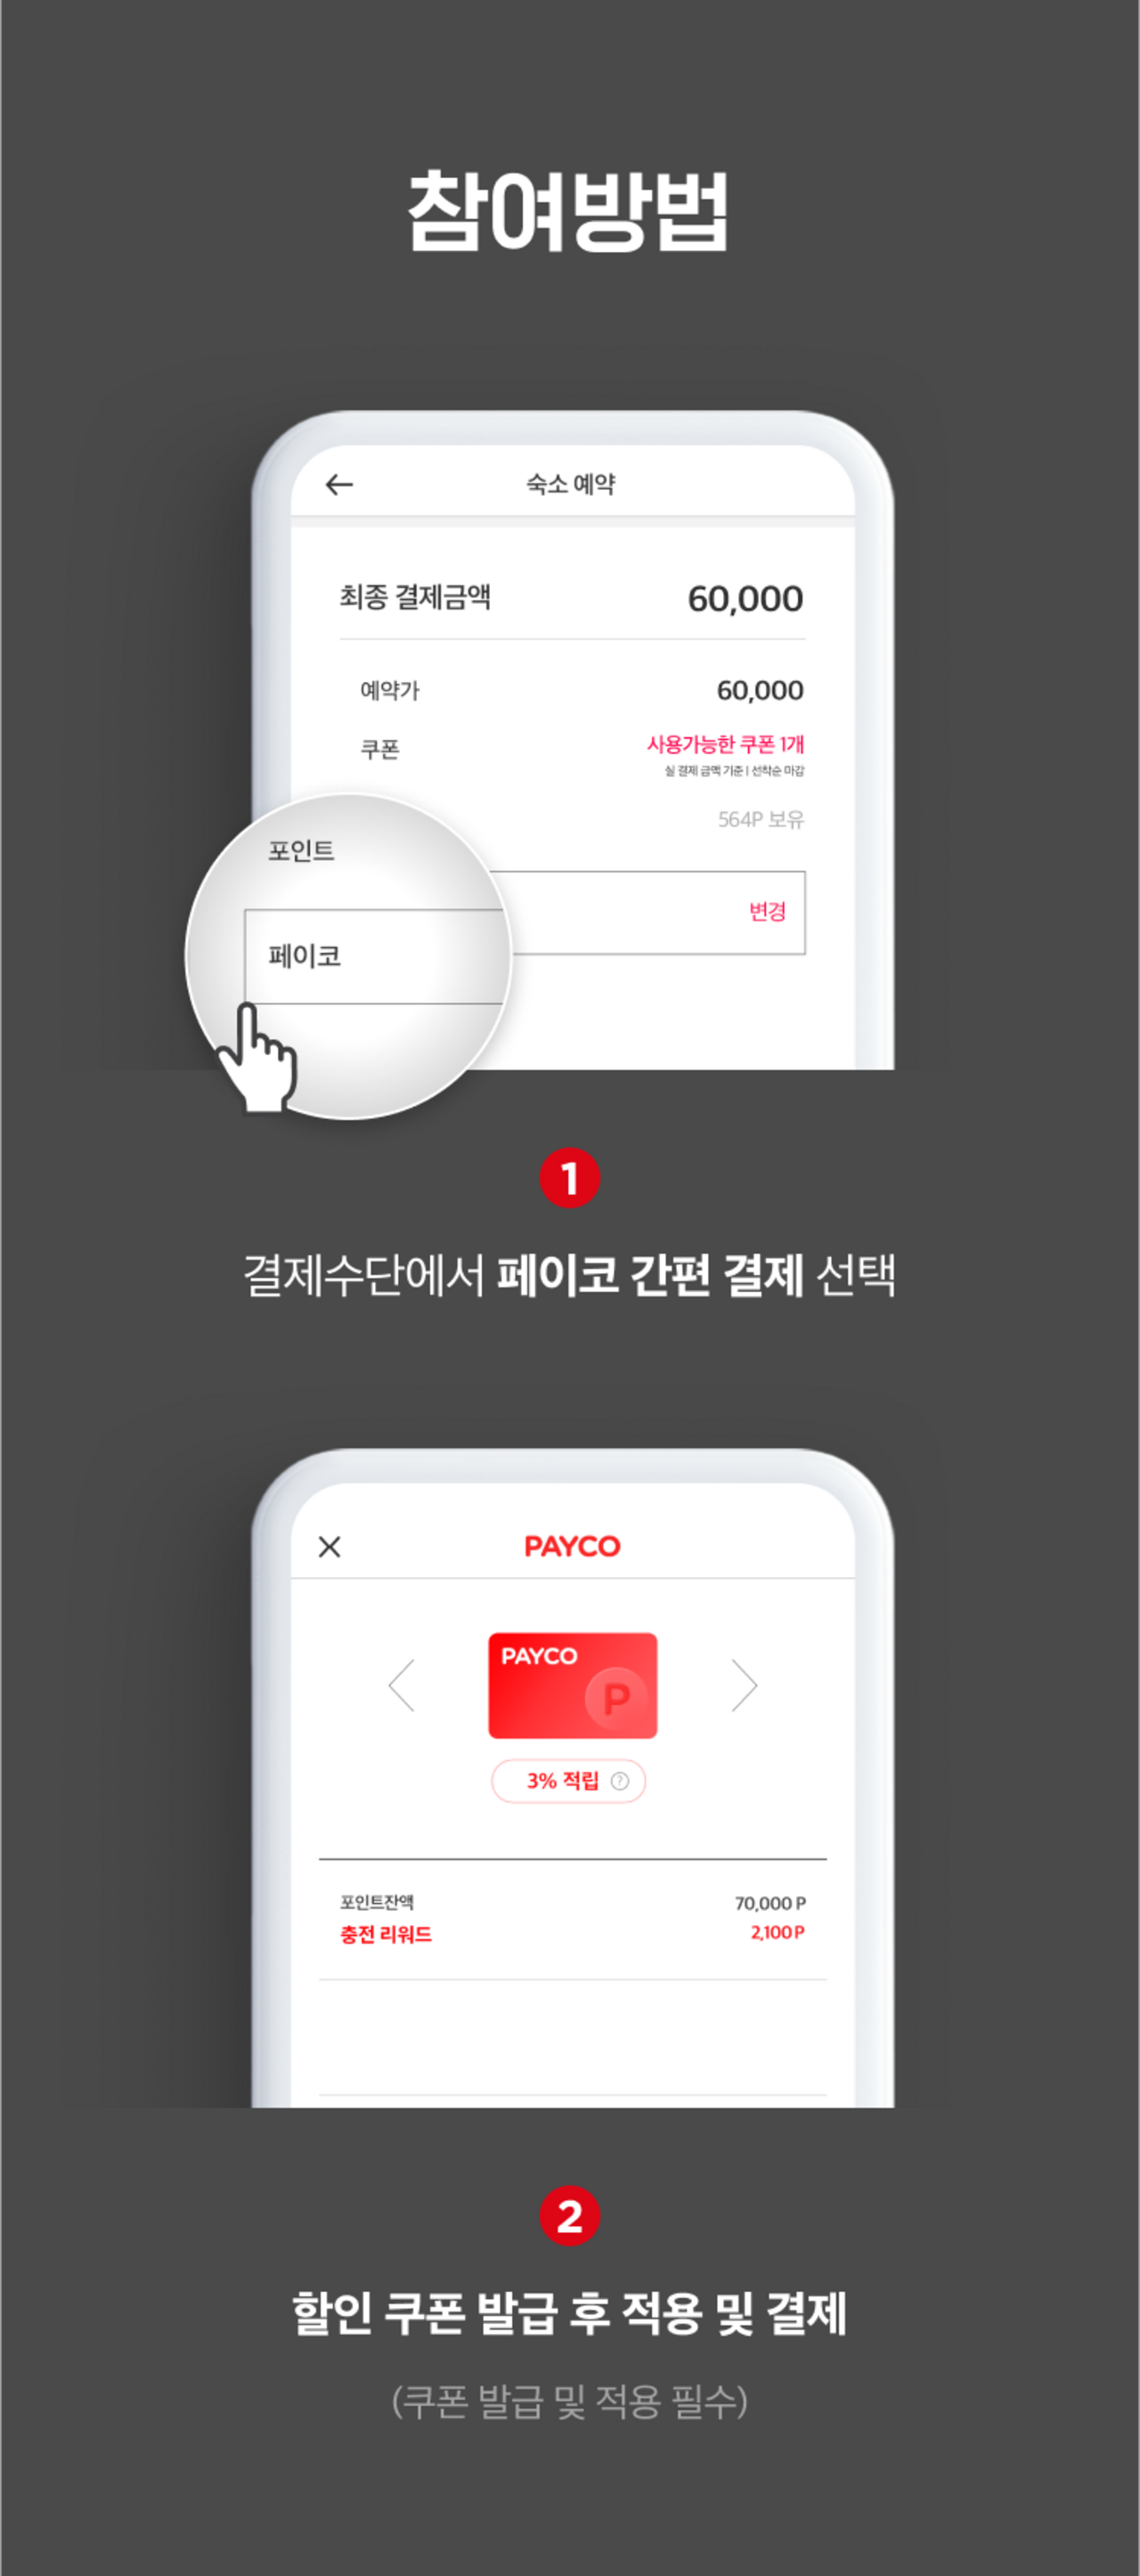 참여방법
숙소 예약
최종 결제금액 60,000
예약가 60,000
쿠폰 사용가능한 쿠폰 1개
실 결제 금액 기준 | 선착순 마감
564P 보유
포인트
변경
페이코
1
결제수단에서 페이코 간편 결제 선택
PAYCO
PAYCO
P
3% 적립 ?
포인트잔액 70,000 P
충전 리워드 2,100 P
2
할인 쿠폰 발급 후 적용 및 결제
(쿠폰 발급 및 적용 필수)